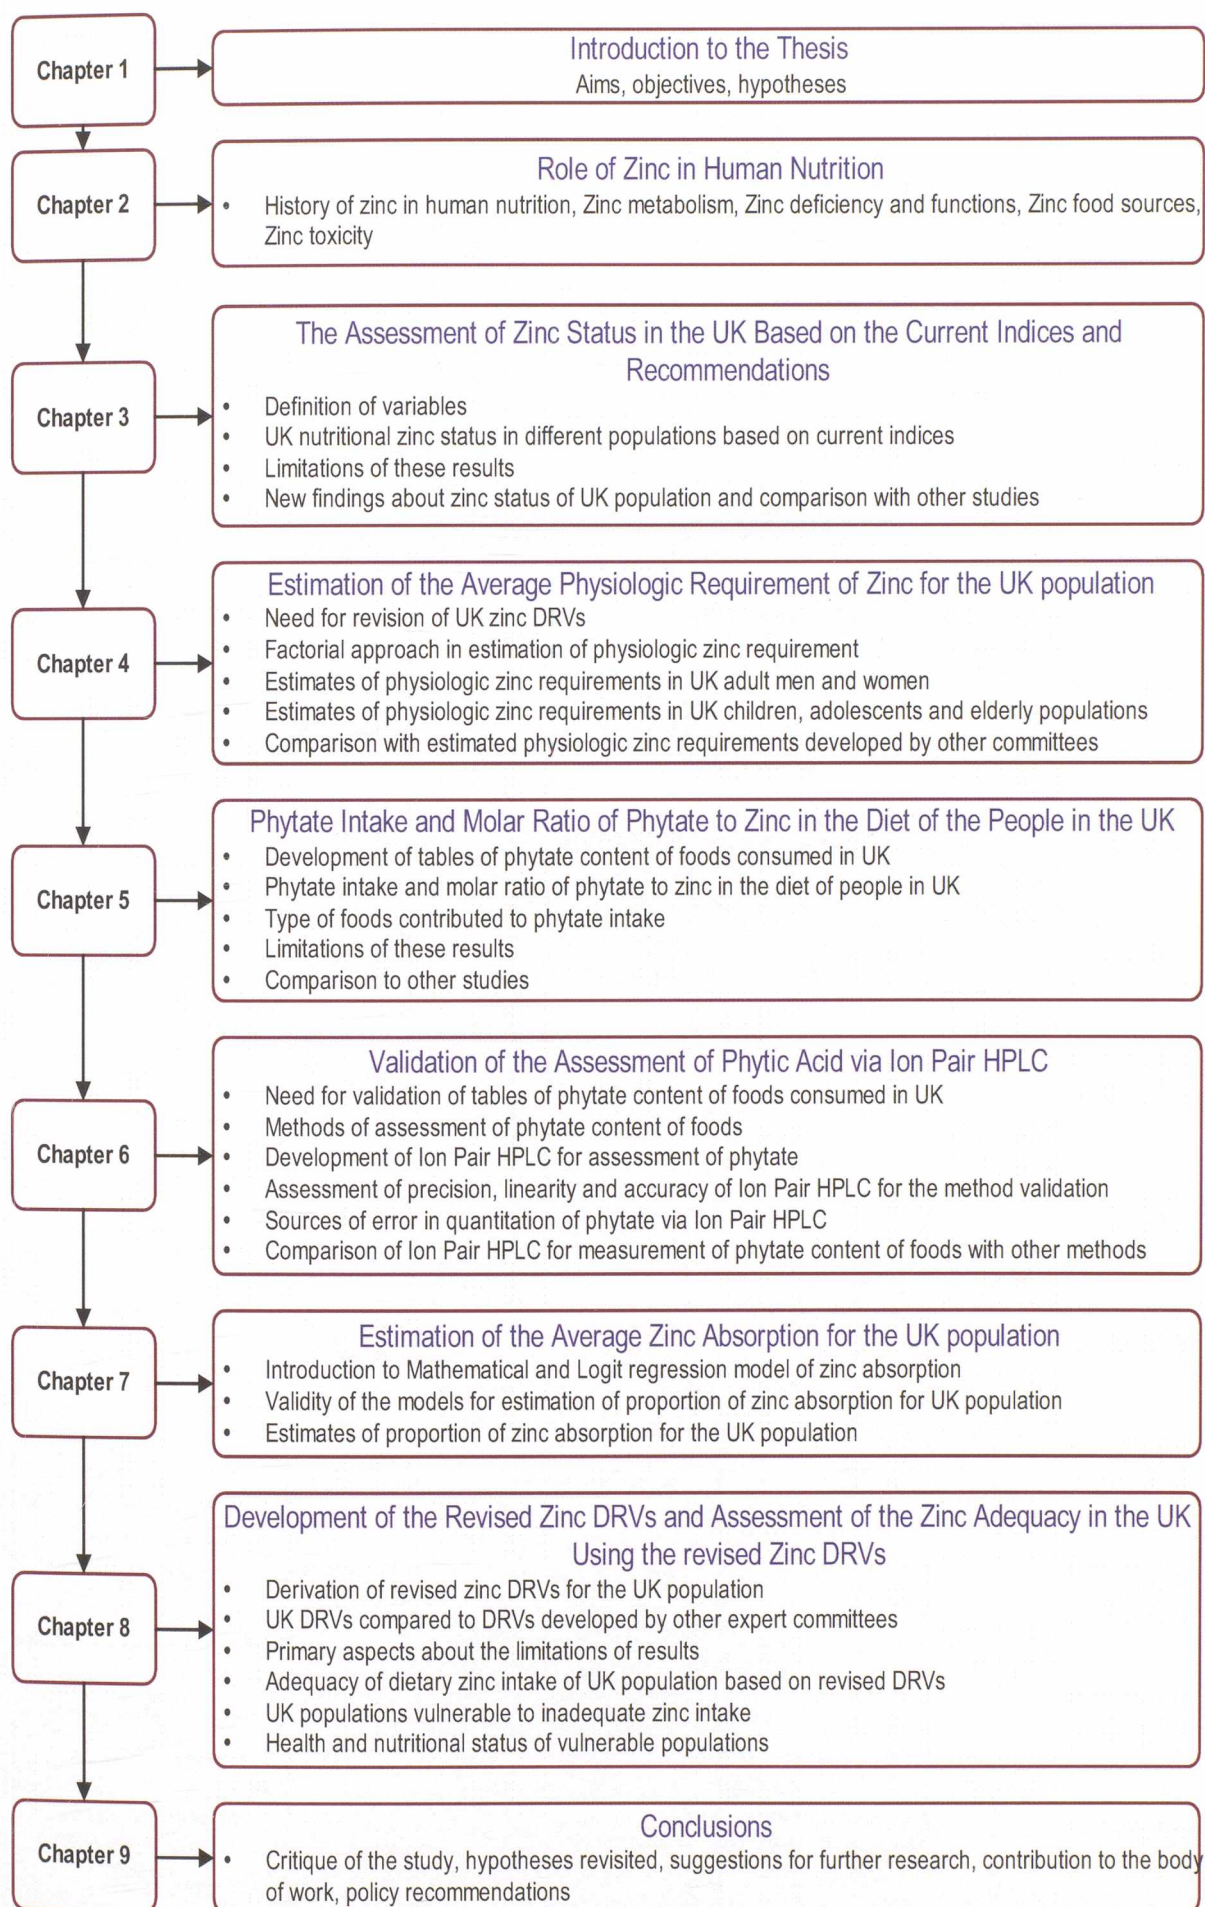 Chapter 1
Introduction to the Thesis
Aims, objectives, hypotheses
Chapter 2
Role of Zinc in Human Nutrition
• History of zinc in human nutrition, Zinc metabolism, Zinc deficiency and functions, Zinc food sources,
Zinc toxicity
Chapter 3
The Assessment of Zinc Status in the UK Based on the Current Indices and
Recommendations
• Definition of variables
• UK nutritional zinc status in different populations based on current indices
• Limitations of these results
• New findings about zinc status of UK population and comparison with other studies
Chapter 4
Estimation of the Average Physiologic Requirement of Zinc for the UK population
• Need for revision of UK zinc DRVs
• Factorial approach in estimation of physiologic zinc requirement
• Estimates of physiologic zinc requirements in UK adult men and women
• Estimates of physiologic zinc requirements in UK children, adolescents and elderly populations
• Comparison with estimated physiologic zinc requirements developed by other committees
Chapter 5
Phytate Intake and Molar Ratio of Phytate to Zinc in the Diet of the People in the UK
• Development of tables of phytate content of foods consumed in UK
• Phytate intake and molar ratio of phytate to zinc in the diet of people in UK
• Type of foods contributed to phytate intake
• Limitations of these results
• Comparison to other studies
Chapter 6
Validation of the Assessment of Phytic Acid via Ion Pair HPLC
• Need for validation of tables of phytate content of foods consumed in UK
• Methods of assessment of phytate content of foods
• Development of Ion Pair HPLC for assessment of phytate
• Assessment of precision, linearity and accuracy of Ion Pair HPLC for the method validation
• Sources of error in quantitation of phytate via Ion Pair HPLC
• Comparison of Ion Pair HPLC for measurement of phytate content of foods with other methods
Chapter 7
Estimation of the Average Zinc Absorption for the UK population
• Introduction to Mathematical and Logit regression model of zinc absorption
• Validity of the models for estimation of proportion of zinc absorption for UK population
• Estimates of proportion of zinc absorption for the UK population
Chapter 8
Development of the Revised Zinc DRVs and Assessment of the Zinc Adequacy in the UK
Using the revised Zinc DRVs
• Derivation of revised zinc DRVs for the UK population
• UK DRVs compared to DRVs developed by other expert committees
• Primary aspects about the limitations of results
• Adequacy of dietary zinc intake of UK population based on revised DRVs
• UK populations vulnerable to inadequate zinc intake
• Health and nutritional status of vulnerable populations
Chapter 9
Conclusions
• Critique of the study, hypotheses revisited, suggestions for further research, contribution to the body
of work, policy recommendations